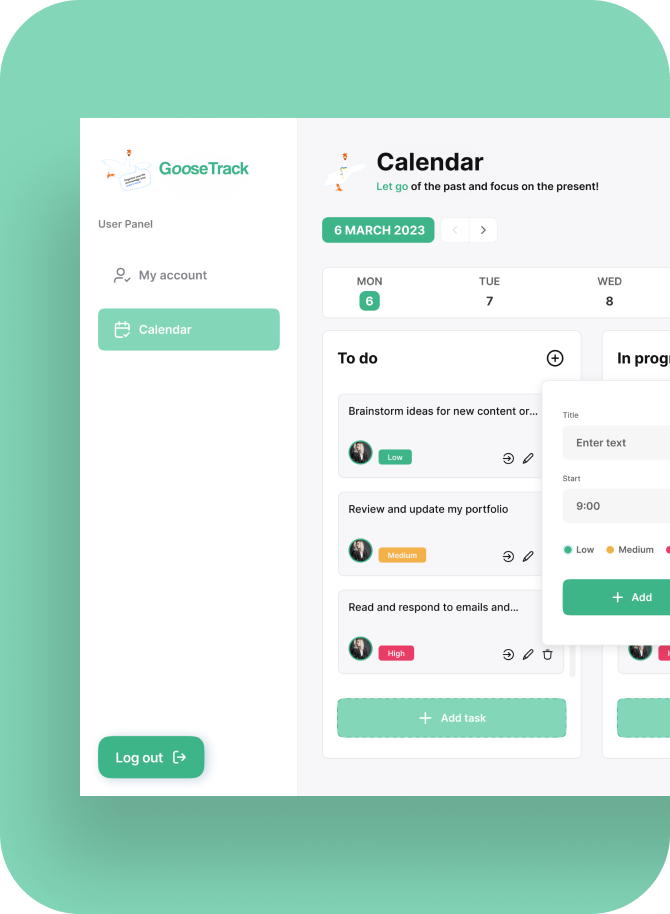 GooseTrack
User Panel
My account
Calendar
Log out
Calendar
Let go of the past and focus on the present!
6 MARCH 2023
MON TUE WED
6 7 8
To do
Brainstorm ideas for new content or...
Low
Review and update my portfolio
Medium
Read and respond to emails and...
High
Add task
In prog
Title
Enter text
Start
9:00
Low Medium
Add